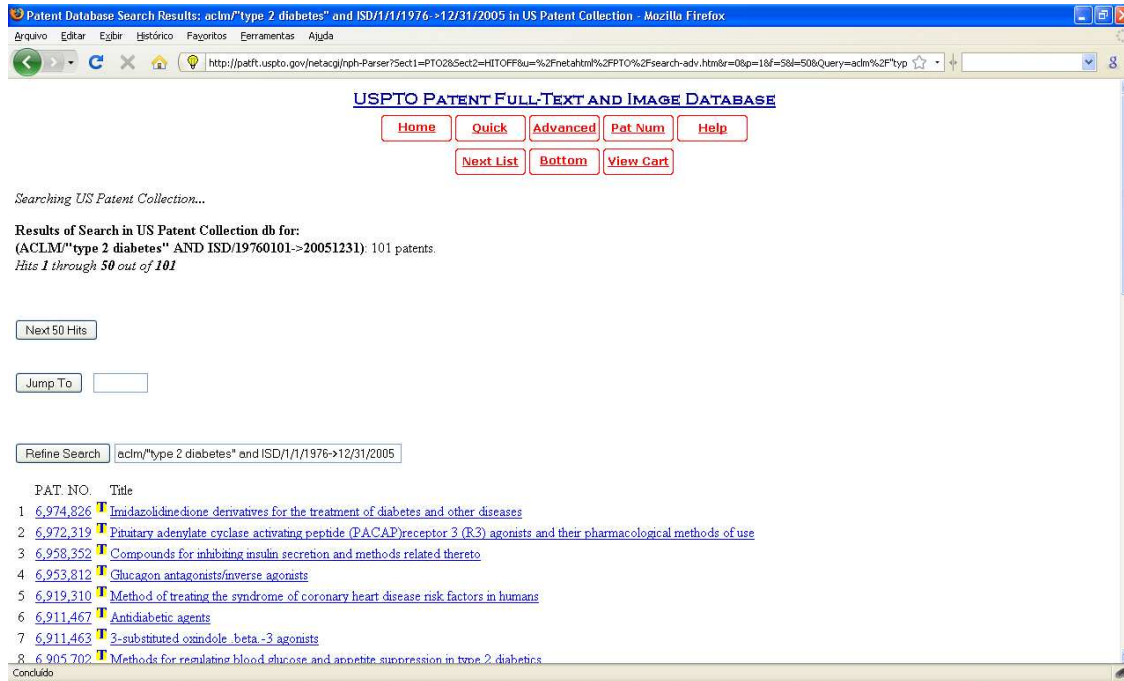 Patent Database Search Results: aclm/"type 2 diabetes" and ISD/1/1/1976->12/31/2005 in US Patent Collection - Mozilla Firefox
Arquivo Editar Exibir Histórico Favoritos Ferramentas Ajuda
http://patft.uspto.gov/netacgi/nph-Parser?Sect1=PTO2&Sect2=HITOFF&u=%2Fnetahtml%2FPTO%2Fsearch-adv.htm&r=0&p=1&f=S&l=50&Query=aclm%2F"typ
USPTO PATENT FULL-TEXT AND IMAGE DATABASE
Home Quick Advanced Pat Num Help
Next List Bottom View Cart
Searching US Patent Collection...
Results of Search in US Patent Collection db for:
(ACLM/"type 2 diabetes" AND ISD/19760101->20051231): 101 patents.
Hits 1 through 50 out of 101
Next 50 Hits
Jump To
Refine Search aclm/"type 2 diabetes" and ISD/1/1/1976->12/31/2005
PAT. NO. Title
1 6,974,826 T Imidazolidinedione derivatives for the treatment of diabetes and other diseases
2 6,972,319 T Pituitary adenylate cyclase activating peptide (PACAP)receptor 3 (R3) agonists and their pharmacological methods of use
3 6,958,352 T Compounds for inhibiting insulin secretion and methods related thereto
4 6,953,812 T Glucagon antagonists/inverse agonists
5 6,919,310 T Method of treating the syndrome of coronary heart disease risk factors in humans
6 6,911,467 T Antidiabetic agents
7 6,911,463 T 3-substituted oxindole .beta.-3 agonists
8 6,905,702 T Methods for regulating blood glucose and appetite suppression in type 2 diabetics
Concluído